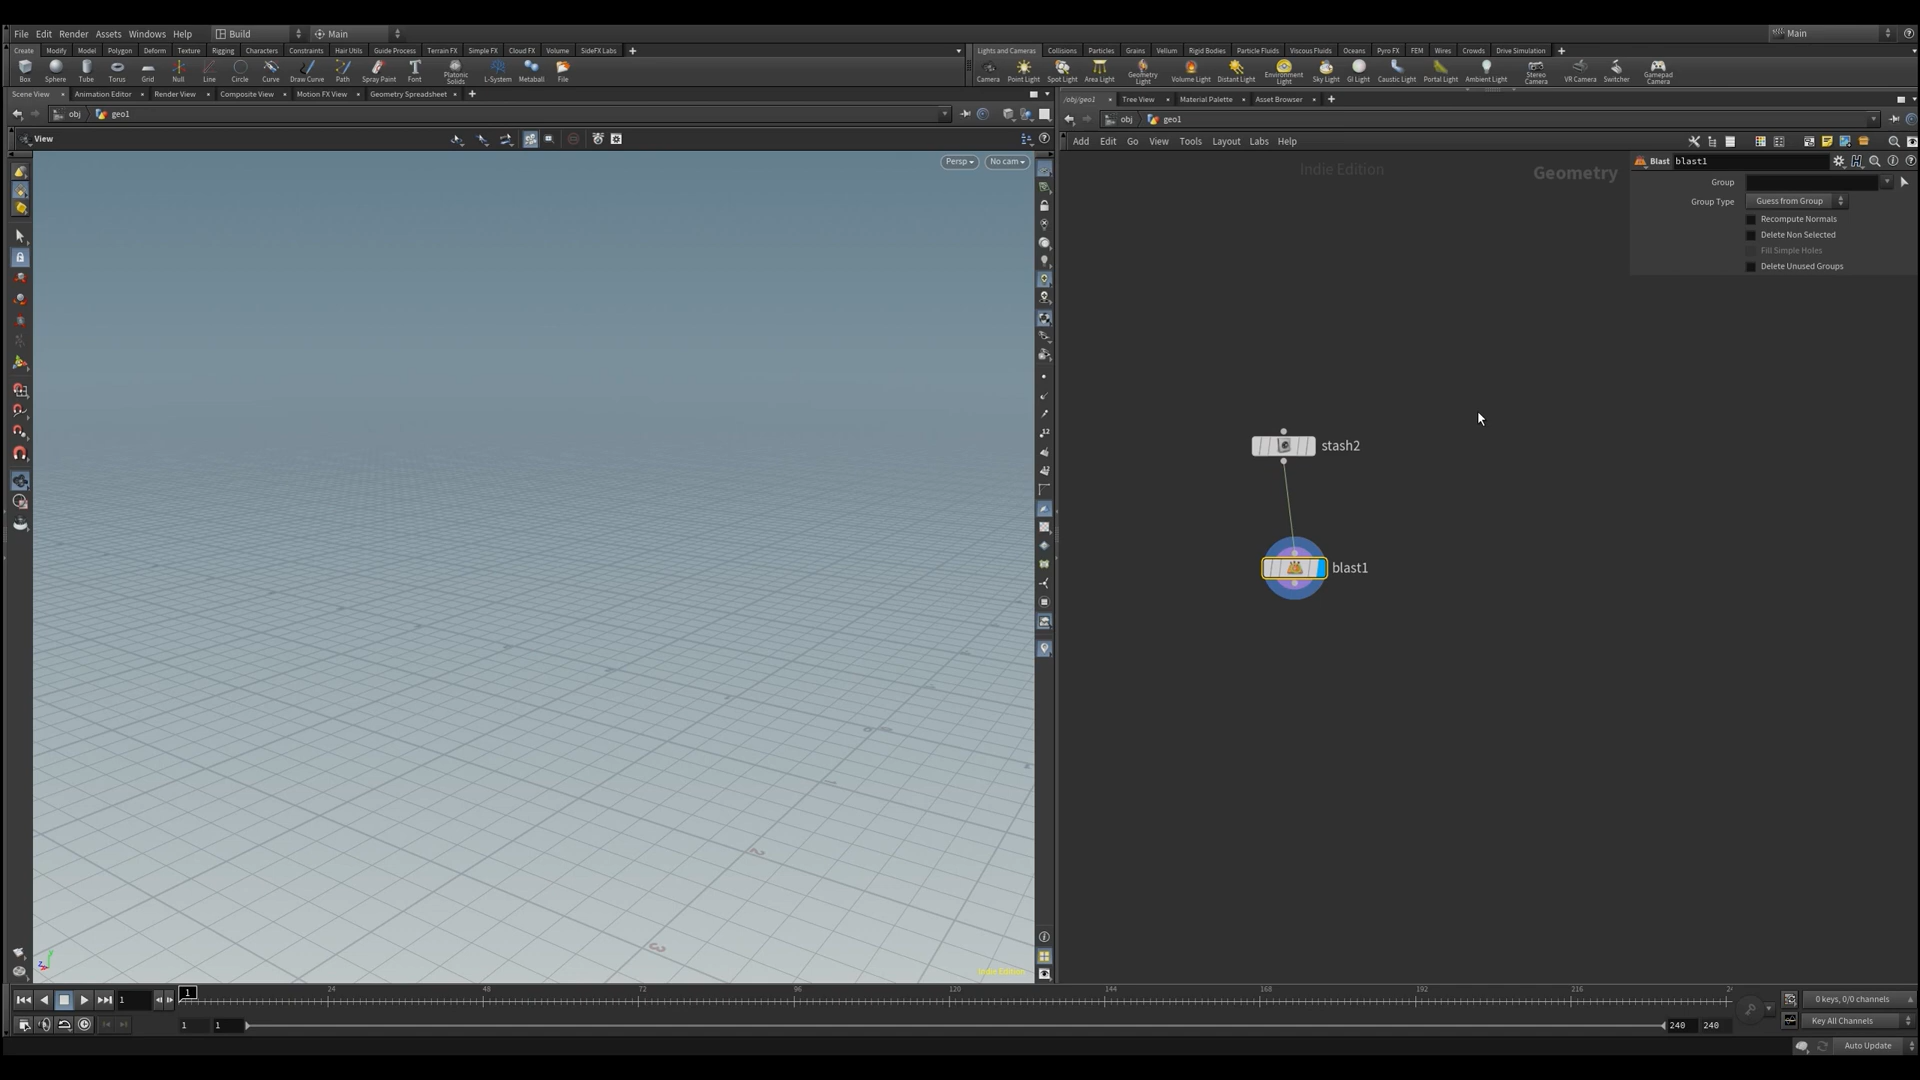 File Edit Render Assets Windows Help Build Main Main
Create Modify Model Polygon Deform Texture Rigging Characters Constraints Hair Utils Guide Process Terrain FX Simple FX Cloud FX Volume SideFX Labs
Lights and Cameras Collisions Particles Grains Vellum Rigid Bodies Particle Fluids Viscous Fluids Oceans Pyro FX FEM Wires Crowds Drive Simulation
Box Sphere Tube Torus Grid Null Line Circle Curve Draw Curve Path Spray Paint Font Platonic Solids L-System Metaball File
Camera Point Light Spot Light Area Light Geometry Light Volume Light Distant Light Environment Light Sky Light GI Light Caustic Light Portal Light Ambient Light Stereo Camera VR Camera Switcher Gamepad Camera
Scene View Animation Editor Render View Composite View Motion FX View Geometry Spreadsheet
/obj/geo1 Tree View Material Palette Asset Browser
obj geo1
obj geo1
View
Add Edit Go View Tools Layout Labs Help
Persp No cam
Indie Edition
Geometry
Blast blast1
Group
Group Type Guess from Group
Recompute Normals
Delete Non Selected
Fill Simple Holes
Delete Unused Groups
stash2
blast1
2
3
Indie Edition
1 1 24 48 72 96 120 144 168 192 216
0 keys, 0/0 channels
1 1 240 240
Key All Channels
Auto Update